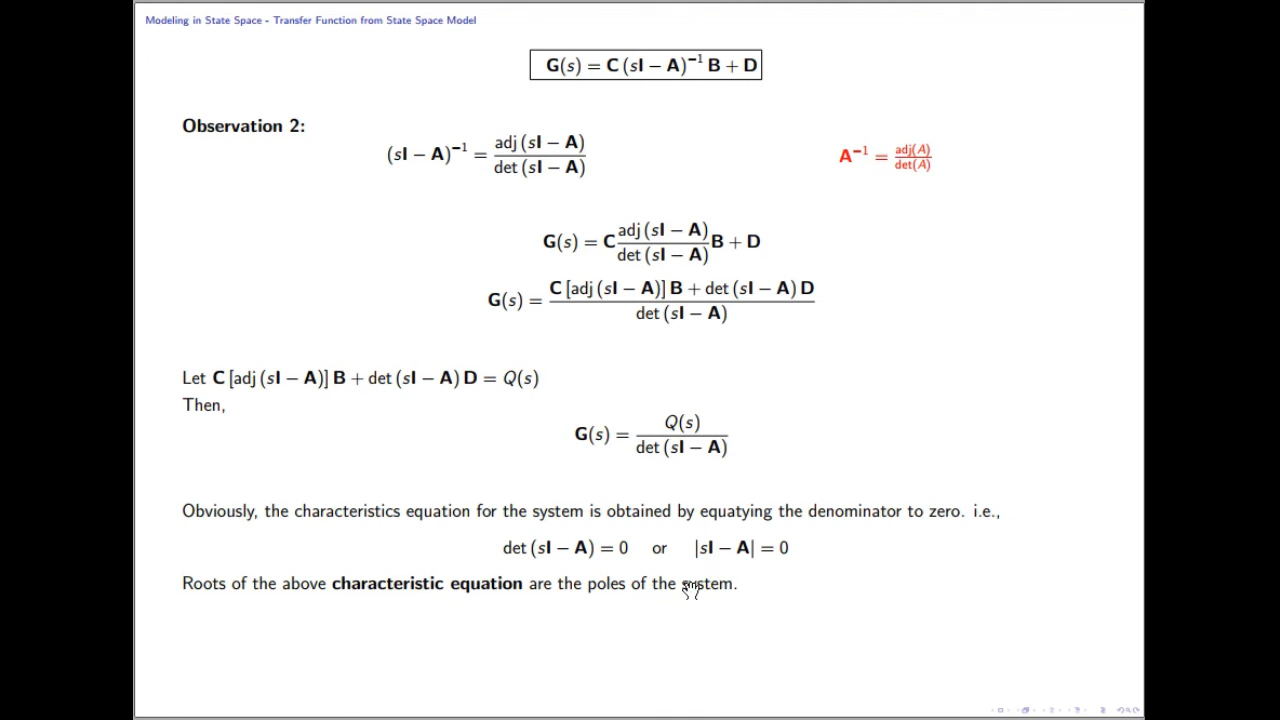 Modeling in State Space - Transfer Function from State Space Model
G(s) = C (sI − A)⁻¹ B + D
Observation 2:
(sI − A)⁻¹ = adj (sI − A) / det (sI − A)
A⁻¹ = adj(A) / det(A)
G(s) = C adj (sI − A) / det (sI − A) B + D
G(s) = C [adj (sI − A)] B + det (sI − A) D / det (sI − A)
Let C [adj (sI − A)] B + det (sI − A) D = Q(s)
Then,
G(s) = Q(s) / det (sI − A)
Obviously, the characteristics equation for the system is obtained by equatying the denominator to zero. i.e.,
det (sI − A) = 0 or |sI − A| = 0
Roots of the above characteristic equation are the poles of the system.